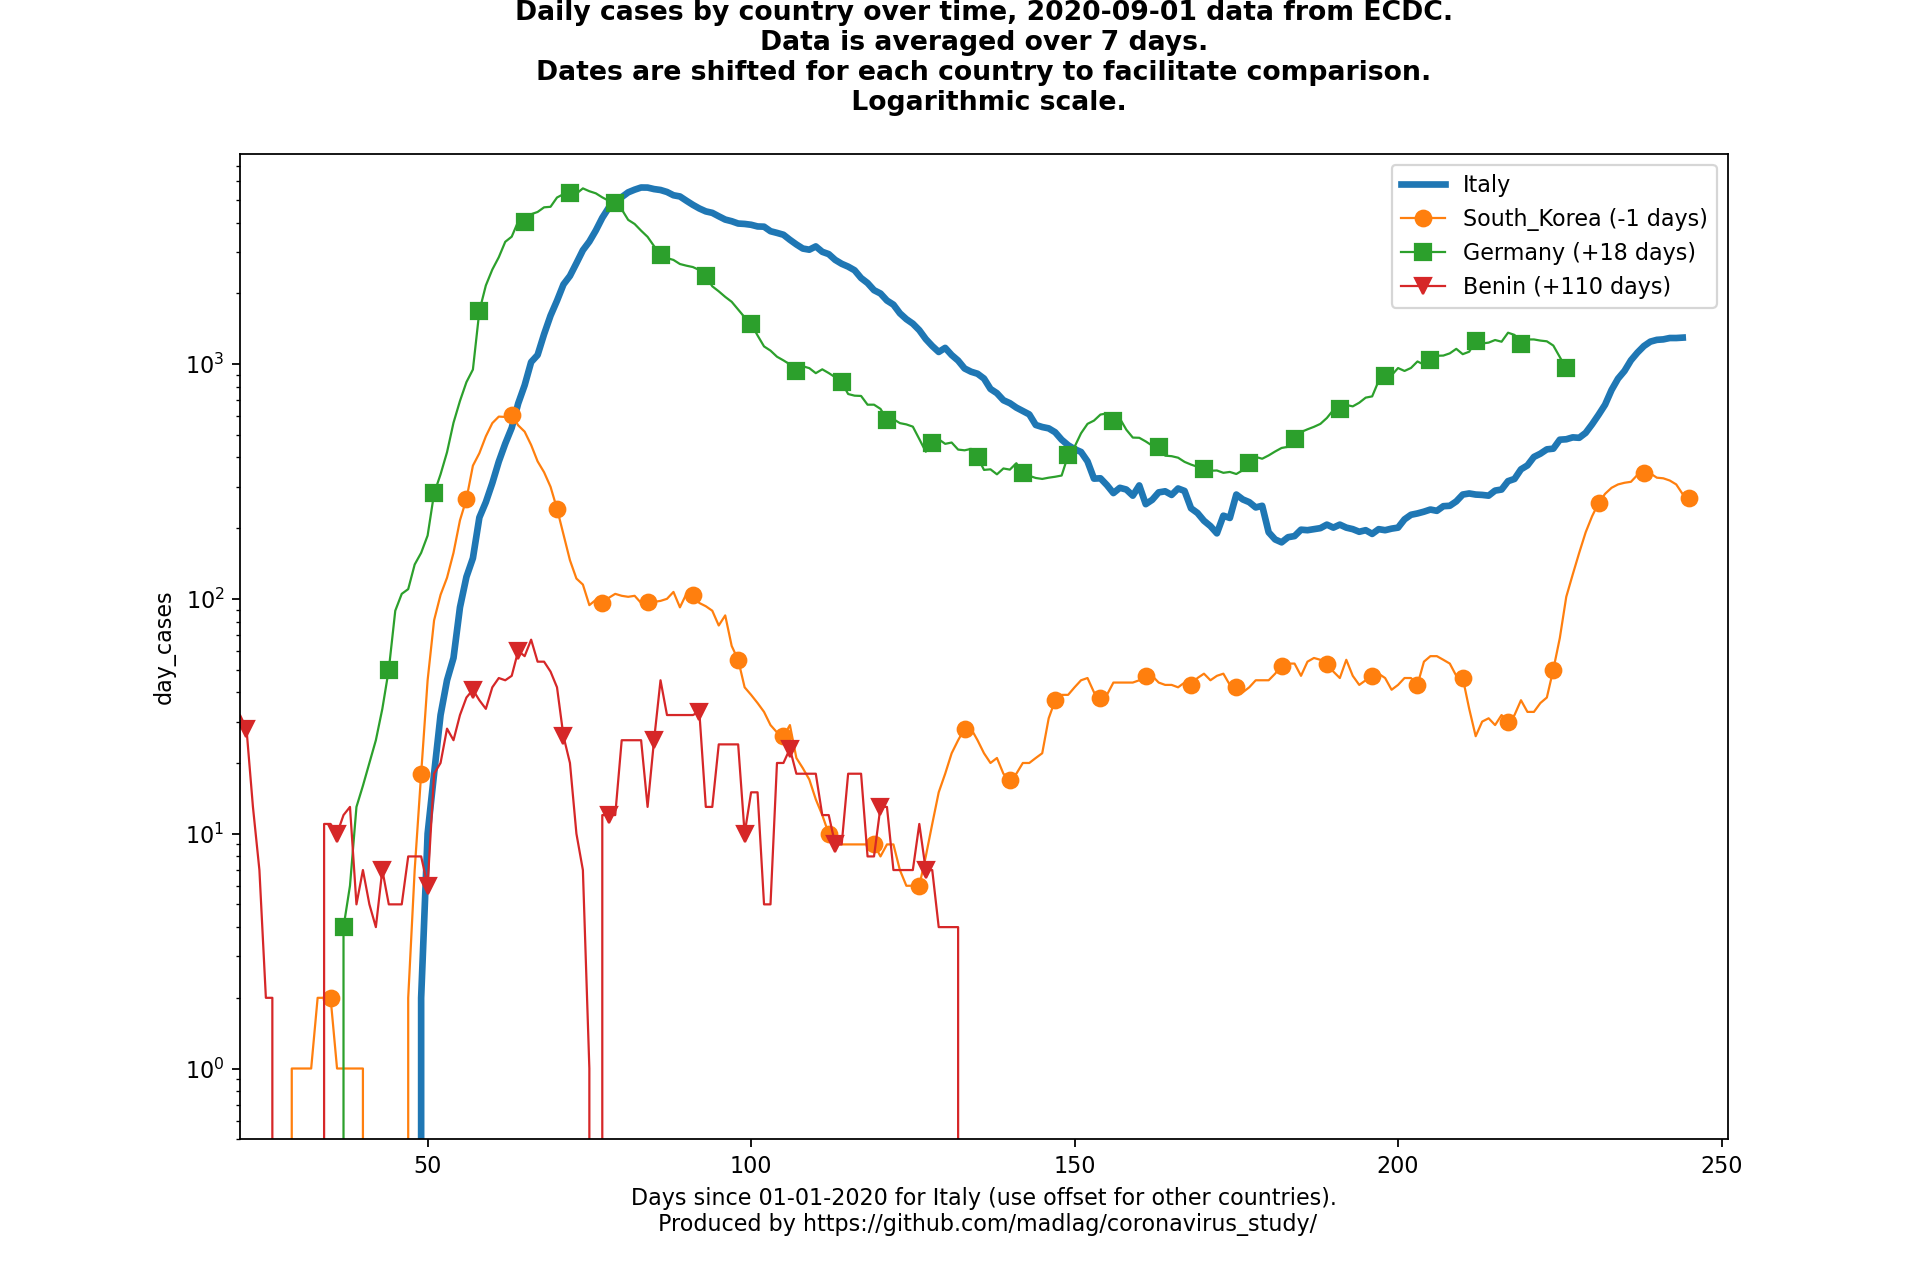 Daily cases by country over time, 2020-09-01 data from ECDC.
Data is averaged over 7 days.
Dates are shifted for each country to facilitate comparison.
Logarithmic scale.
Italy
South_Korea (-1 days)
Germany (+18 days)
Benin (+110 days)
day_cases
10³
10²
10¹
10⁰
50
100
150
200
250
Days since 01-01-2020 for Italy (use offset for other countries).
Produced by https://github.com/madlag/coronavirus_study/